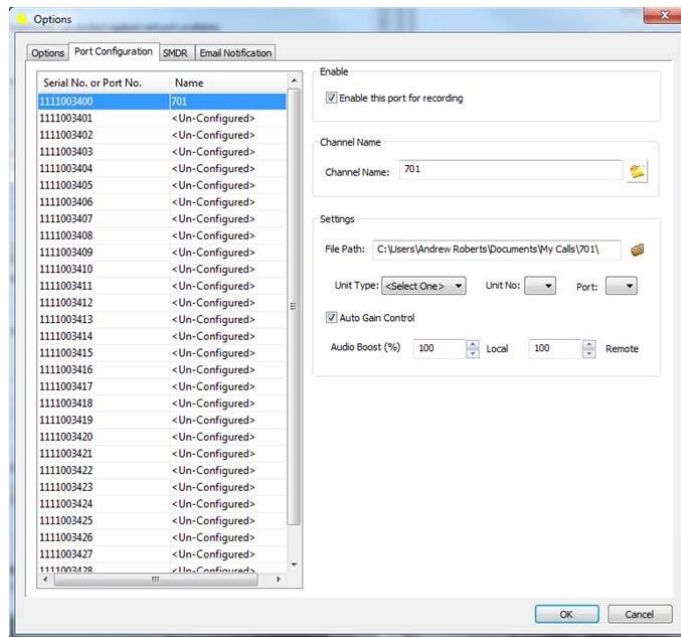 Options
Options Port Configuration SMDR Email Notification
Serial No. or Port No. Name
1111003400 701
1111003401 <Un-Configured>
1111003402 <Un-Configured>
1111003403 <Un-Configured>
1111003404 <Un-Configured>
1111003405 <Un-Configured>
1111003406 <Un-Configured>
1111003407 <Un-Configured>
1111003408 <Un-Configured>
1111003409 <Un-Configured>
1111003410 <Un-Configured>
1111003411 <Un-Configured>
1111003412 <Un-Configured>
1111003413 <Un-Configured>
1111003414 <Un-Configured>
1111003415 <Un-Configured>
1111003416 <Un-Configured>
1111003417 <Un-Configured>
1111003418 <Un-Configured>
1111003419 <Un-Configured>
1111003420 <Un-Configured>
1111003421 <Un-Configured>
1111003422 <Un-Configured>
1111003423 <Un-Configured>
1111003424 <Un-Configured>
1111003425 <Un-Configured>
1111003426 <Un-Configured>
1111003427 <Un-Configured>
1111003428 <Un-Configured>
Enable
Enable this port for recording
Channel Name
Channel Name: 701
Settings
File Path: C:\Users\Andrew Roberts\Documents\My Calls\701\
Unit Type: <Select One> Unit No: Port:
Auto Gain Control
Audio Boost (%) 100 Local 100 Remote
OK Cancel